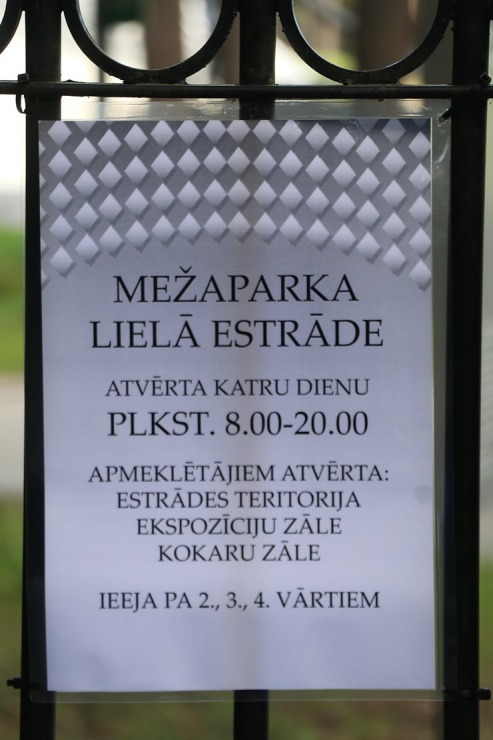 MEŽAPARKA
LIELĀ ESTRĀDE
ATVĒRTA KATRU DIENU
PLKST. 8.00-20.00
APMEKLĒTĀJIEM ATVĒRTA:
ESTRĀDES TERITORIJA
EKSPOZĪCIJU ZĀLE
KOKARU ZĀLE
IEEJA PA 2., 3., 4. VĀRTIEM